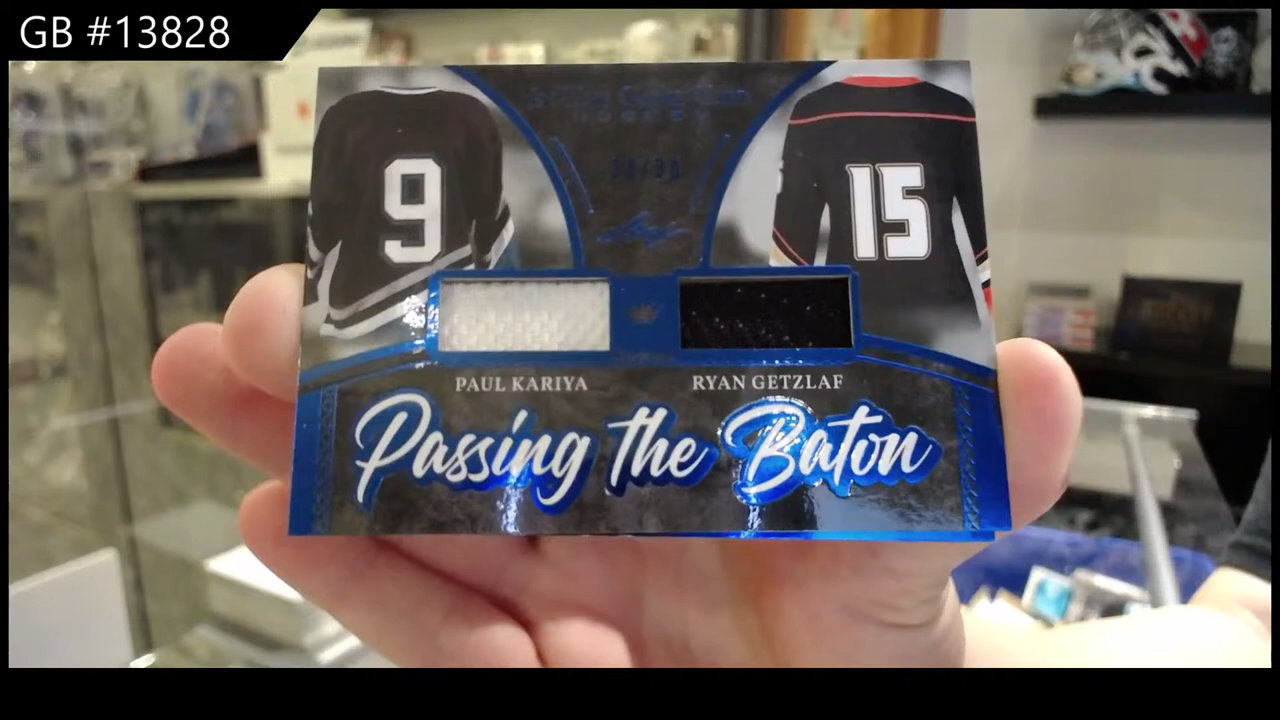 GB #13828
9
15
PAUL KARIYA
RYAN GETZLAF
Passing the Baton